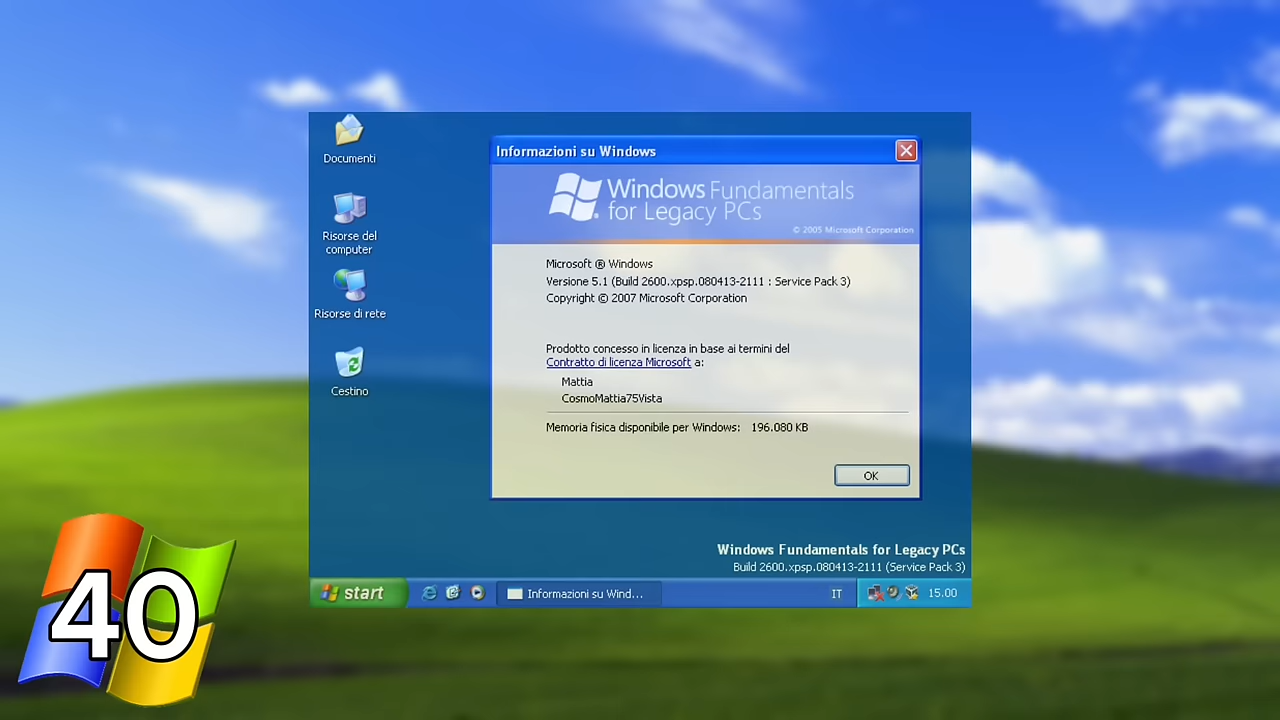 Documenti
Risorse del
computer
Risorse di rete
Cestino
Informazioni su Windows
Windows Fundamentals
for Legacy PCs
© 2005 Microsoft Corporation
Microsoft ® Windows
Versione 5.1 (Build 2600.xpsp.080413-2111 : Service Pack 3)
Copyright © 2007 Microsoft Corporation
Prodotto concesso in licenza in base ai termini del
Contratto di licenza Microsoft a:
Mattia
CosmoMattia75Vista
Memoria fisica disponibile per Windows: 196.080 KB
OK
Windows Fundamentals for Legacy PCs
Build 2600.xpsp.080413-2111 (Service Pack 3)
start
Informazioni su Wind...
IT
15.00
40